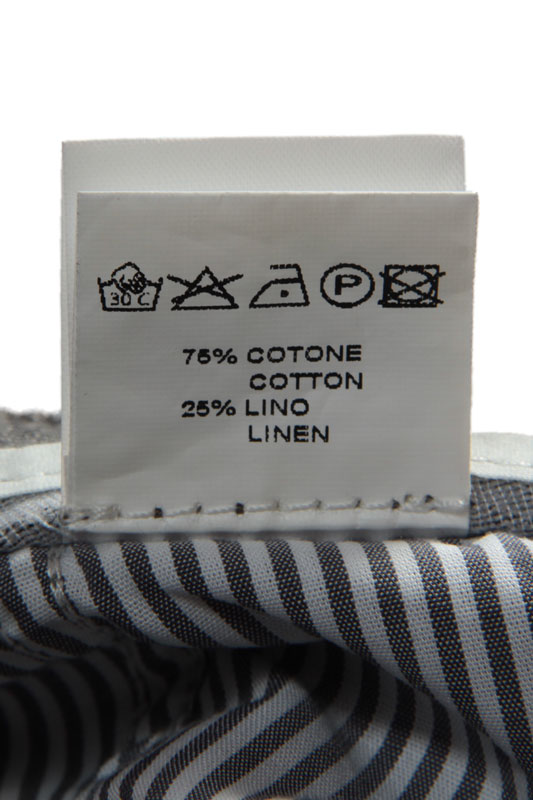 30 C
P
75% COTONE
COTTON
25% LINO
LINEN